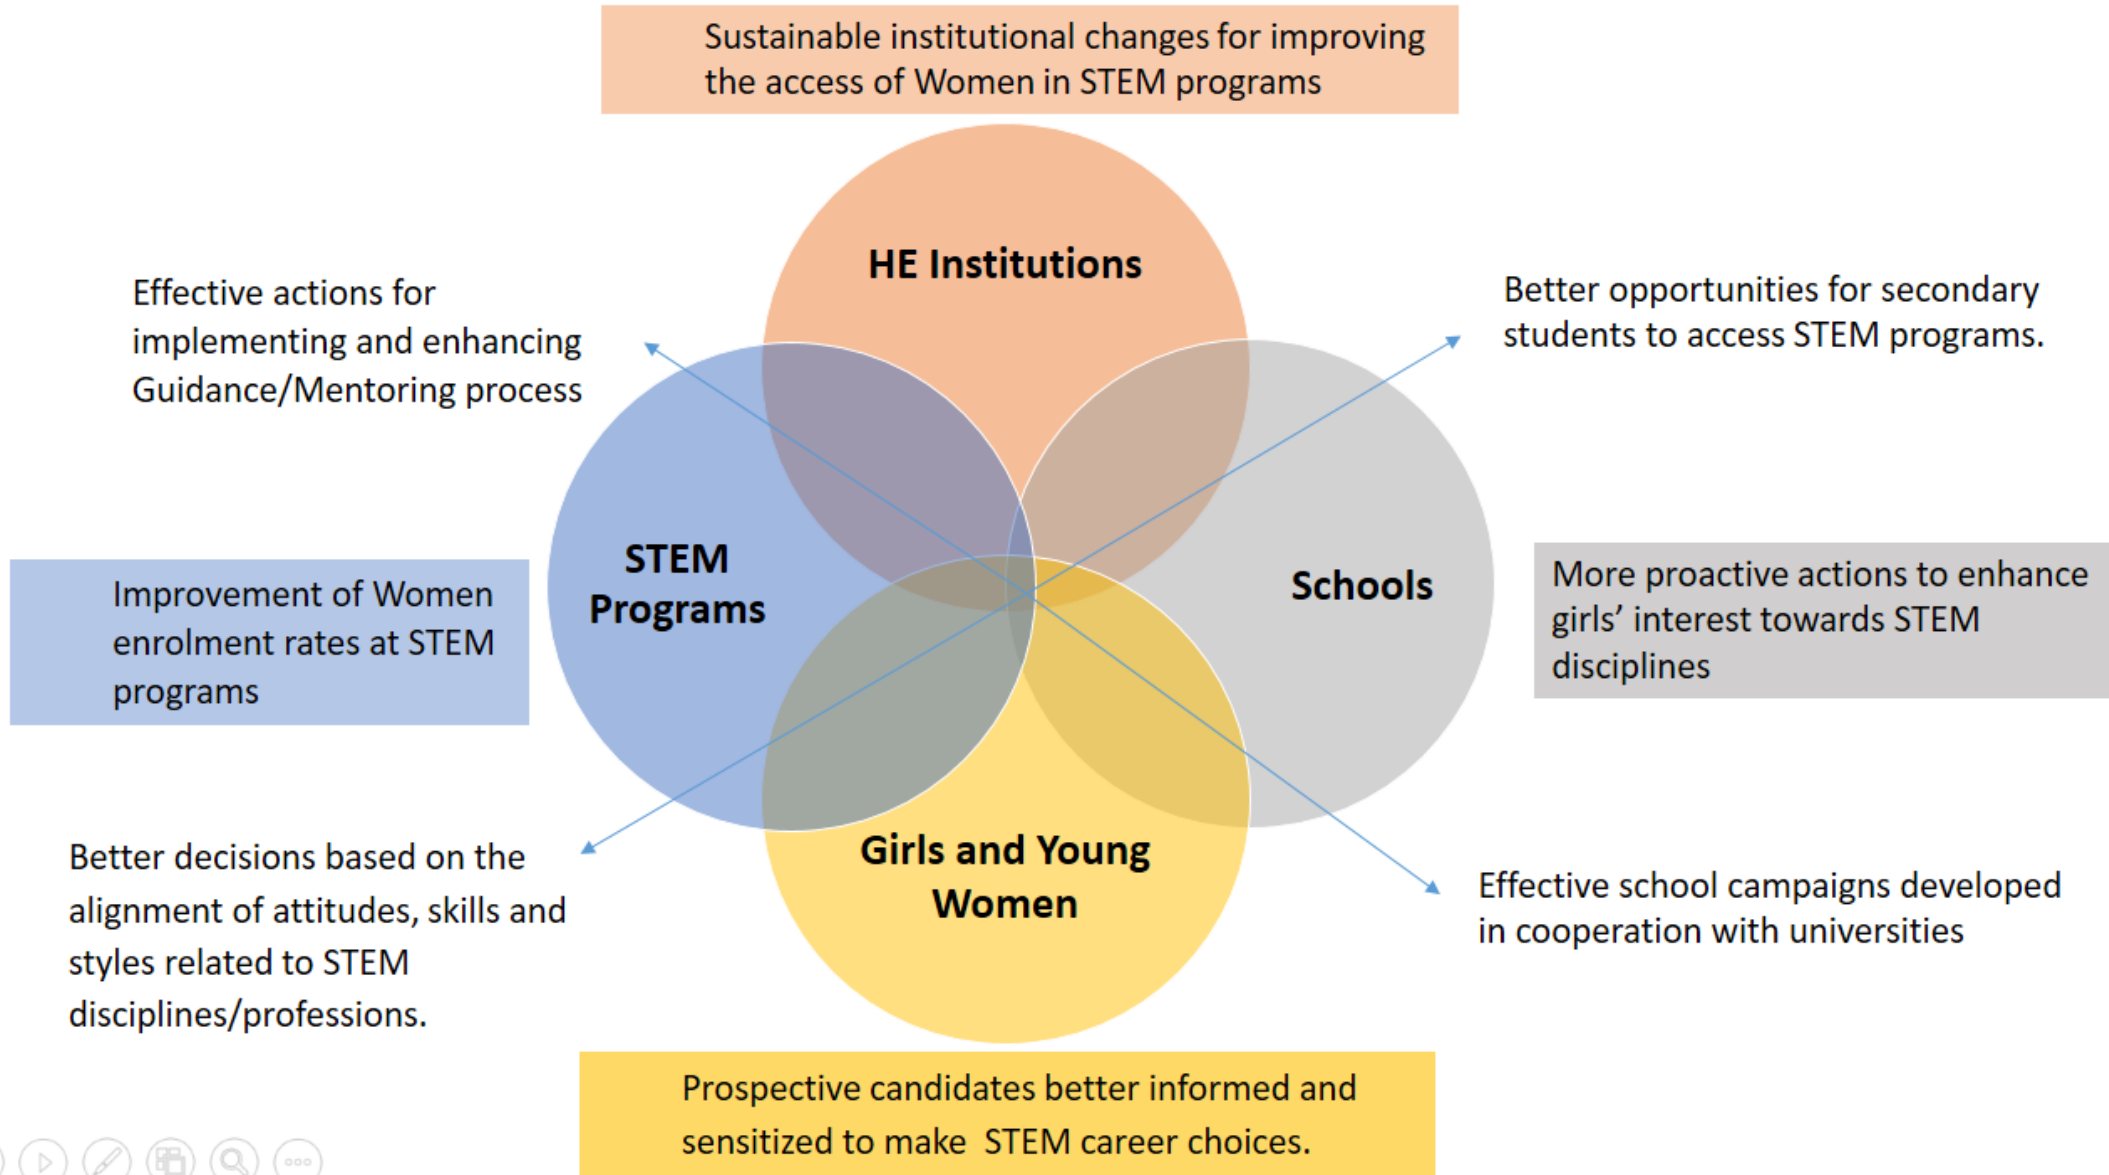 Sustainable institutional changes for improving
the access of Women in STEM programs
HE Institutions
Effective actions for
implementing and enhancing
Guidance/Mentoring process
Better opportunities for secondary
students to access STEM programs.
STEM
Programs
Schools
Improvement of Women
enrolment rates at STEM
programs
More proactive actions to enhance
girls’ interest towards STEM
disciplines
Better decisions based on the
alignment of attitudes, skills and
styles related to STEM
disciplines/professions.
Girls and Young
Women
Effective school campaigns developed
in cooperation with universities
Prospective candidates better informed and
sensitized to make  STEM career choices.